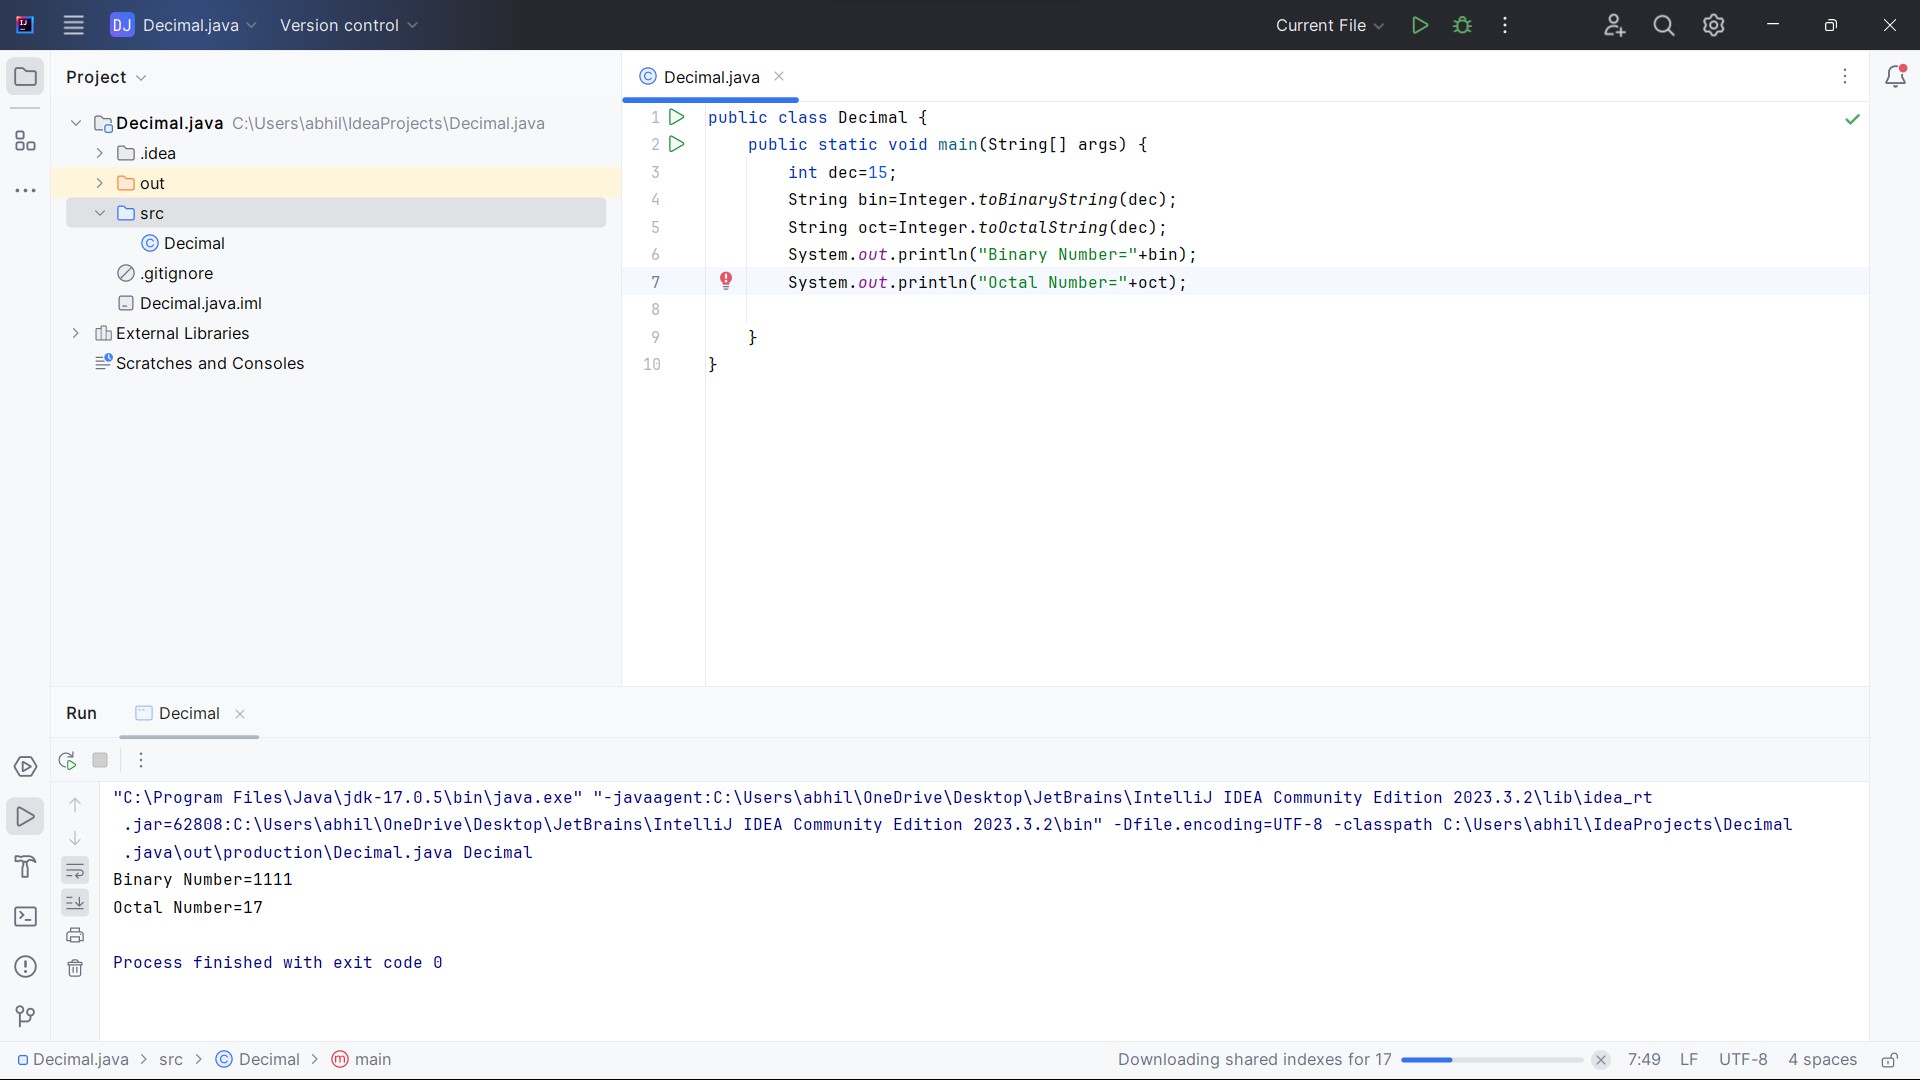 DJ Decimal.java Version control Current File
Project
Decimal.java C:\Users\abhil\IdeaProjects\Decimal.java
.idea
out
src
Decimal
.gitignore
Decimal.java.iml
External Libraries
Scratches and Consoles
Decimal.java
1 public class Decimal {
2 public static void main(String[] args) {
3 int dec=15;
4 String bin=Integer.toBinaryString(dec);
5 String oct=Integer.toOctalString(dec);
6 System.out.println("Binary Number="+bin);
7 System.out.println("Octal Number="+oct);
8
9 }
10 }
Run Decimal
"C:\Program Files\Java\jdk-17.0.5\bin\java.exe" "-javaagent:C:\Users\abhil\OneDrive\Desktop\JetBrains\IntelliJ IDEA Community Edition 2023.3.2\lib\idea_rt
.jar=62808:C:\Users\abhil\OneDrive\Desktop\JetBrains\IntelliJ IDEA Community Edition 2023.3.2\bin" -Dfile.encoding=UTF-8 -classpath C:\Users\abhil\IdeaProjects\Decimal
.java\out\production\Decimal.java Decimal
Binary Number=1111
Octal Number=17
Process finished with exit code 0
Decimal.java > src > Decimal > main Downloading shared indexes for 17 7:49 LF UTF-8 4 spaces